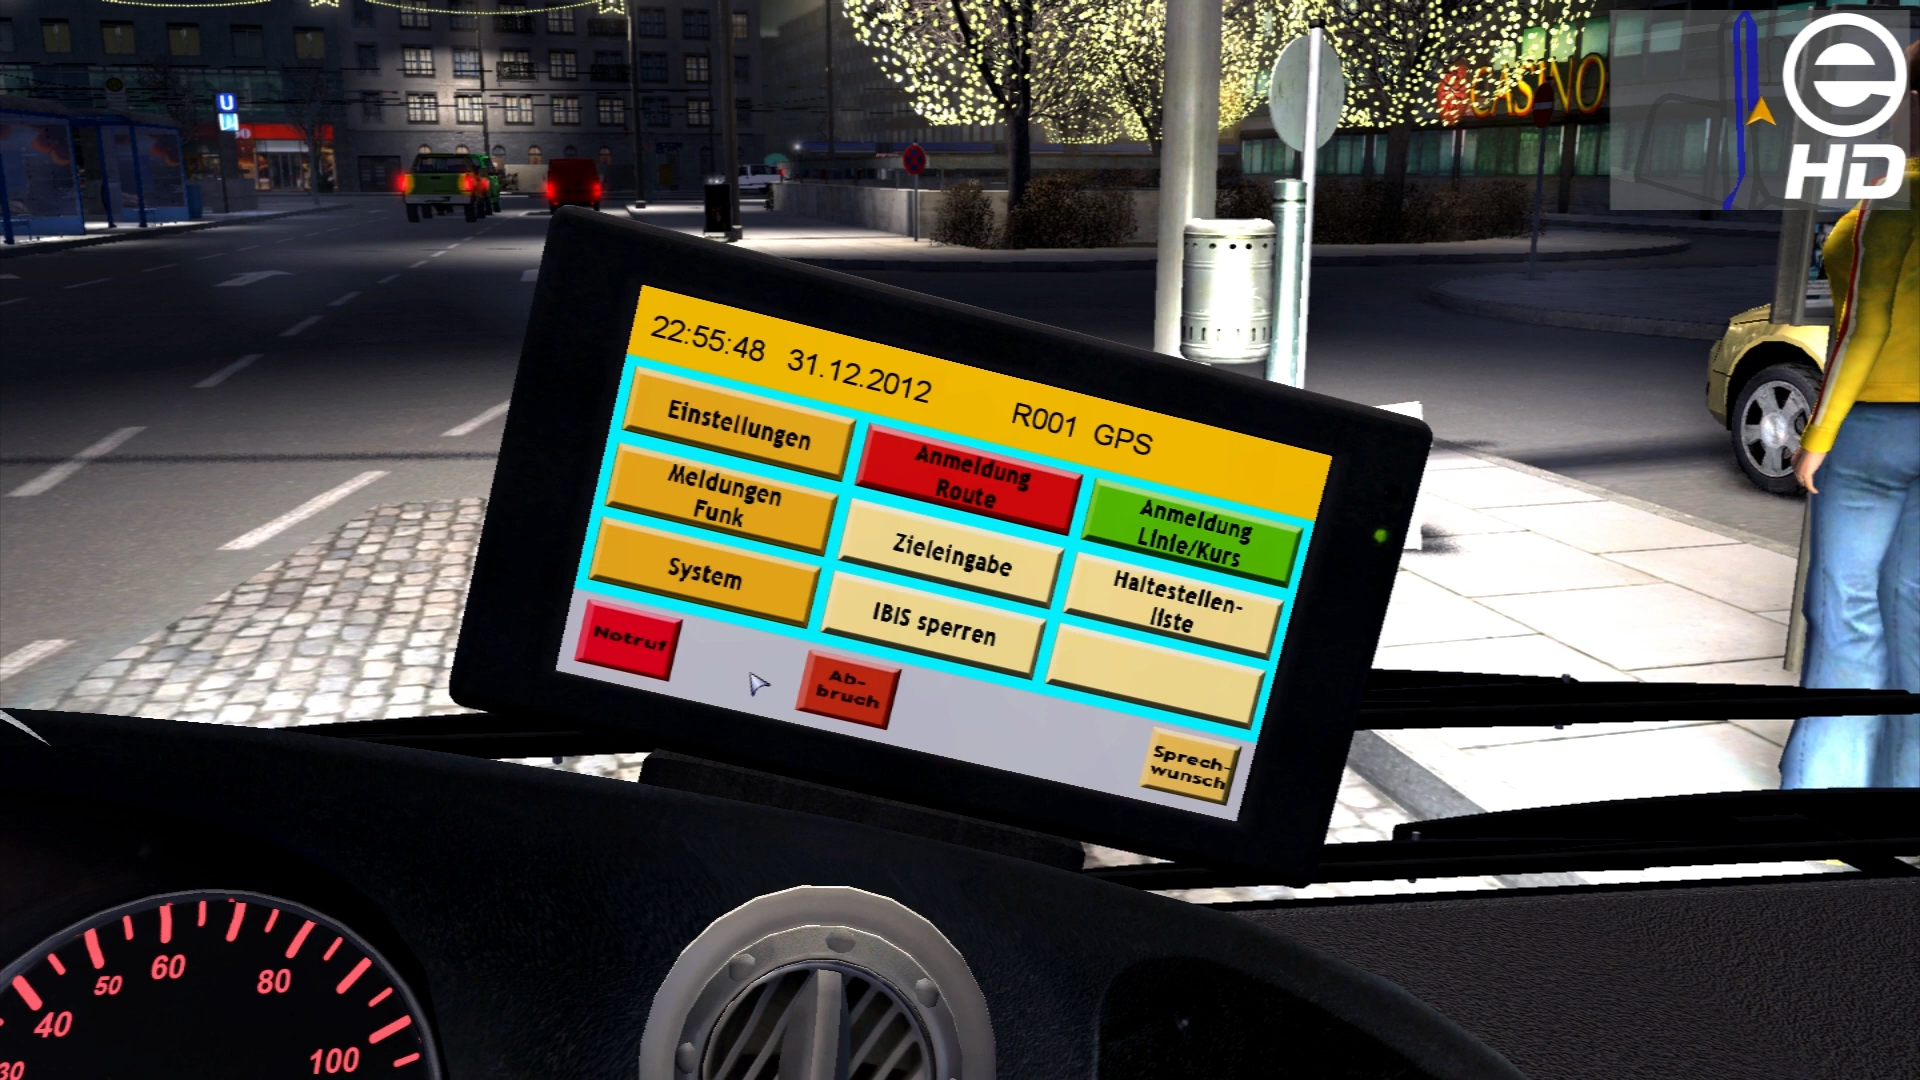 U
CASINO
e
HD
22:55:48 31.12.2012 R001 GPS
Einstellungen
Anmeldung
Route
Anmeldung
Linie/Kurs
Meldungen
Funk
Zieleingabe
Haltestellen-
liste
System
IBIS sperren
Notruf
Ab-
bruch
Sprech-
wunsch
30
40
50
60
80
100